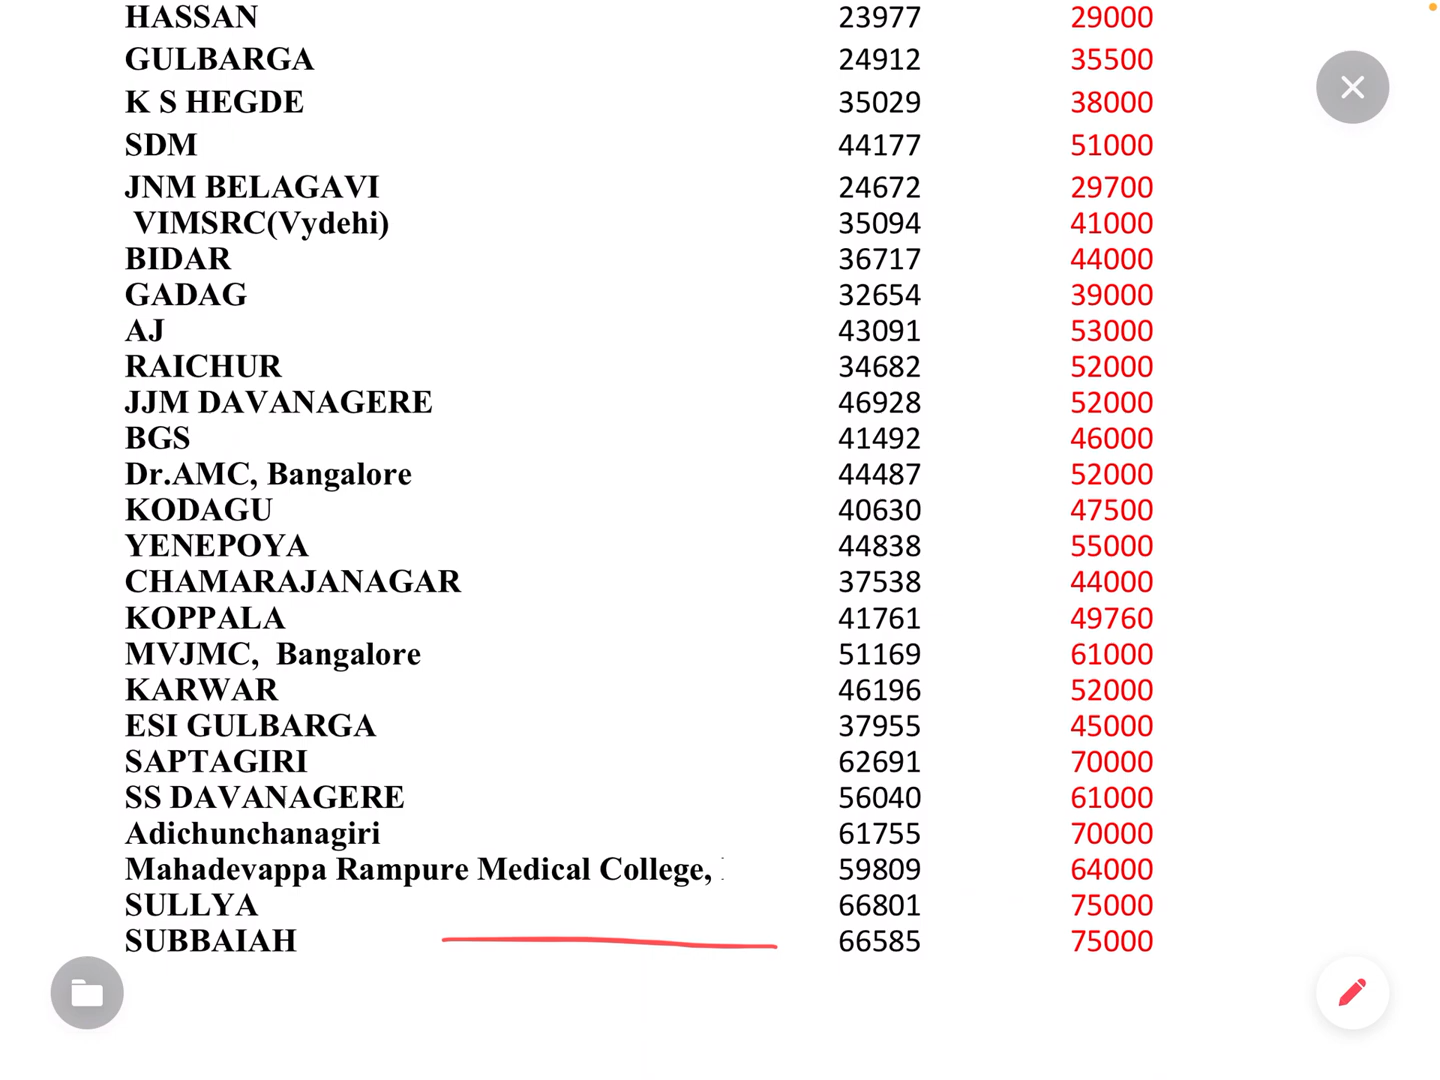 HASSAN 23977 29000
GULBARGA 24912 35500
K S HEGDE 35029 38000
SDM 44177 51000
JNM BELAGAVI 24672 29700
VIMSRC(Vydehi) 35094 41000
BIDAR 36717 44000
GADAG 32654 39000
AJ 43091 53000
RAICHUR 34682 52000
JJM DAVANAGERE 46928 52000
BGS 41492 46000
Dr.AMC, Bangalore 44487 52000
KODAGU 40630 47500
YENEPOYA 44838 55000
CHAMARAJANAGAR 37538 44000
KOPPALA 41761 49760
MVJMC, Bangalore 51169 61000
KARWAR 46196 52000
ESI GULBARGA 37955 45000
SAPTAGIRI 62691 70000
SS DAVANAGERE 56040 61000
Adichunchanagiri 61755 70000
Mahadevappa Rampure Medical College, 59809 64000
SULLYA 66801 75000
SUBBAIAH 66585 75000